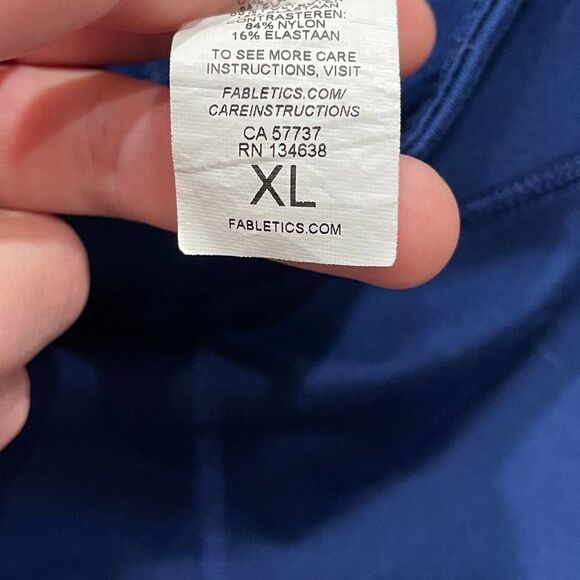 CONTRASTEREN:
84% NYLON
16% ELASTAAN
TO SEE MORE CARE
INSTRUCTIONS, VISIT
FABLETICS.COM/
CAREINSTRUCTIONS
CA 57737
RN 134638
XL
FABLETICS.COM